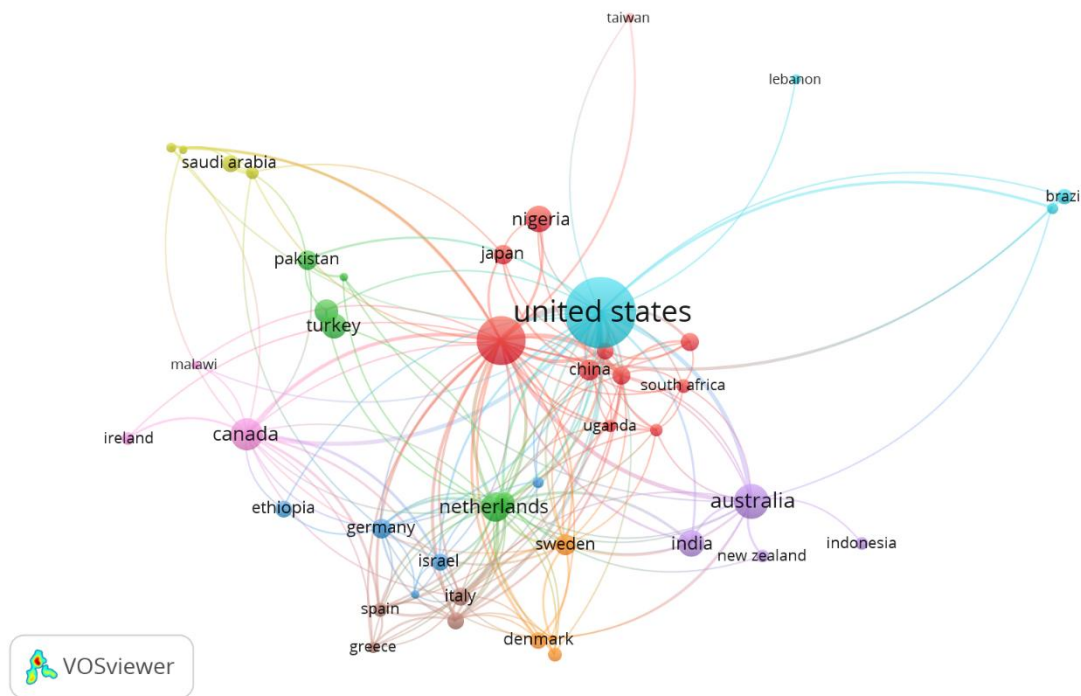 taiwan
lebanon
saudi arabia
brazi
nigeria
japan
pakistan
united states
turkey
malawi
china
south africa
ireland
canada
uganda
ethiopia
netherlands
australia
germany
sweden
india
new zealand
indonesia
israel
italy
spain
denmark
greece
VOSviewer